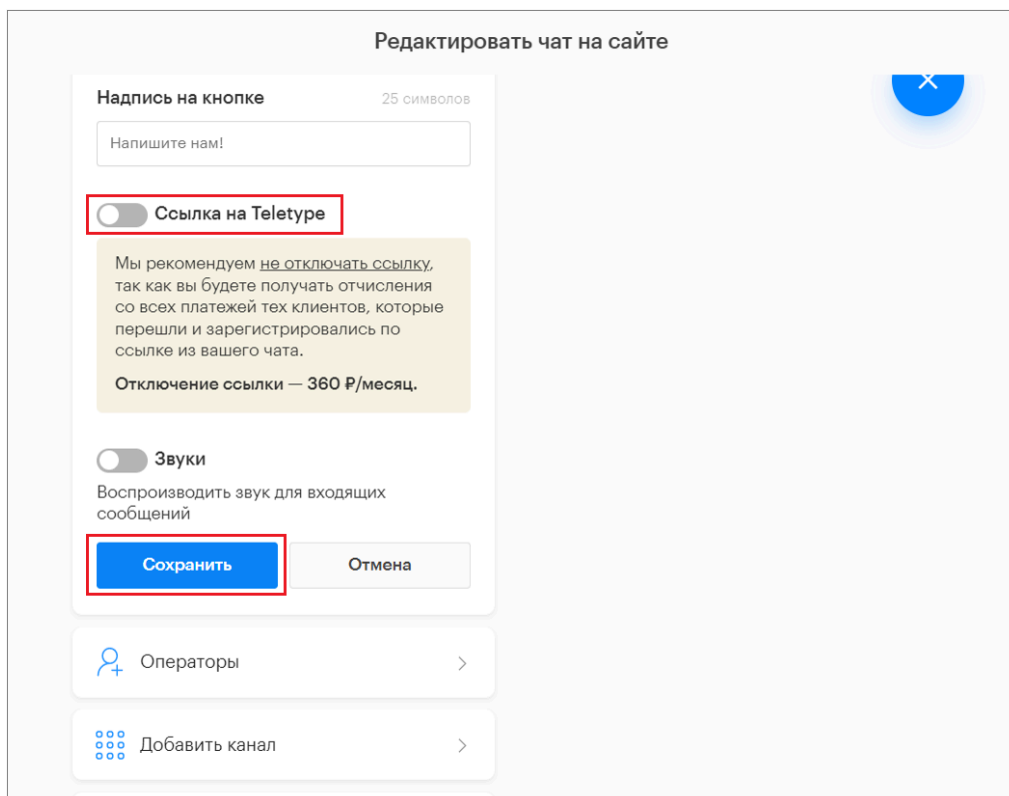 Редактировать чат на сайте
Надпись на кнопке 25 символов
Напишите нам!
Ссылка на Teletype
Мы рекомендуем не отключать ссылку,
так как вы будете получать отчисления
со всех платежей тех клиентов, которые
перешли и зарегистрировались по
ссылке из вашего чата.
Отключение ссылки — 360 ₽/месяц.
Звуки
Воспроизводить звук для входящих
сообщений
Сохранить Отмена
Операторы
Добавить канал